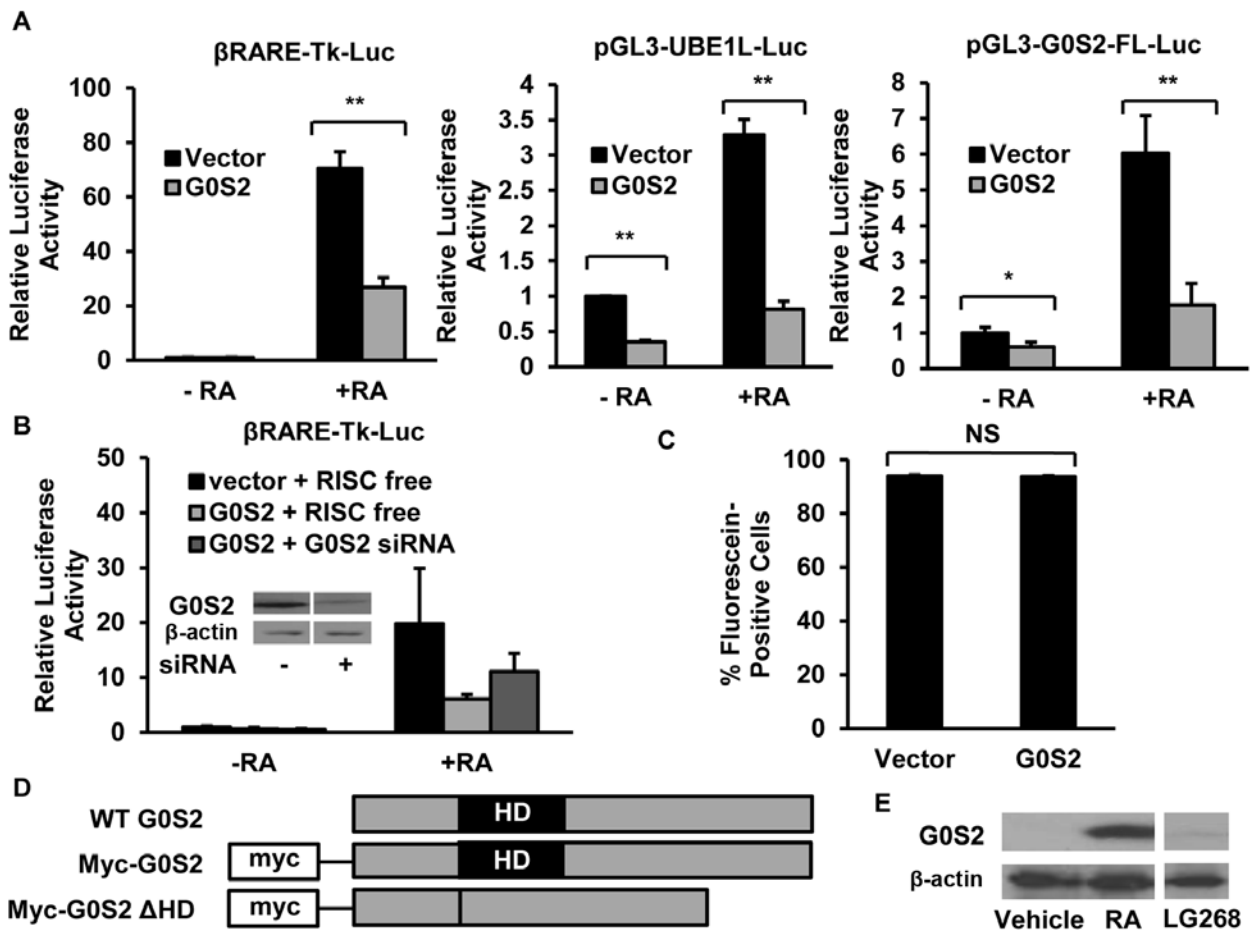 A
βRARE-Tk-Luc
Relative Luciferase
Activity
100
80
60
40
20
0
**
Vector
G0S2
- RA
+RA
pGL3-UBE1L-Luc
Relative Luciferase
Activity
4
3.5
3
2.5
2
1.5
1
0.5
0
**
Vector
G0S2
**
- RA
+RA
pGL3-G0S2-FL-Luc
Relative Luciferase
Activity
8
7
6
5
4
3
2
1
0
**
Vector
G0S2
*
- RA
+RA
B
βRARE-Tk-Luc
Relative Luciferase
Activity
50
40
30
20
10
0
vector + RISC free
G0S2 + RISC free
G0S2 + G0S2 siRNA
G0S2
β-actin
siRNA - +
-RA
+RA
C
NS
% Fluorescein-
Positive Cells
100
80
60
40
20
0
Vector
G0S2
D
WT G0S2 HD
Myc-G0S2 myc HD
Myc-G0S2 ΔHD myc
E
G0S2
β-actin
Vehicle RA LG268